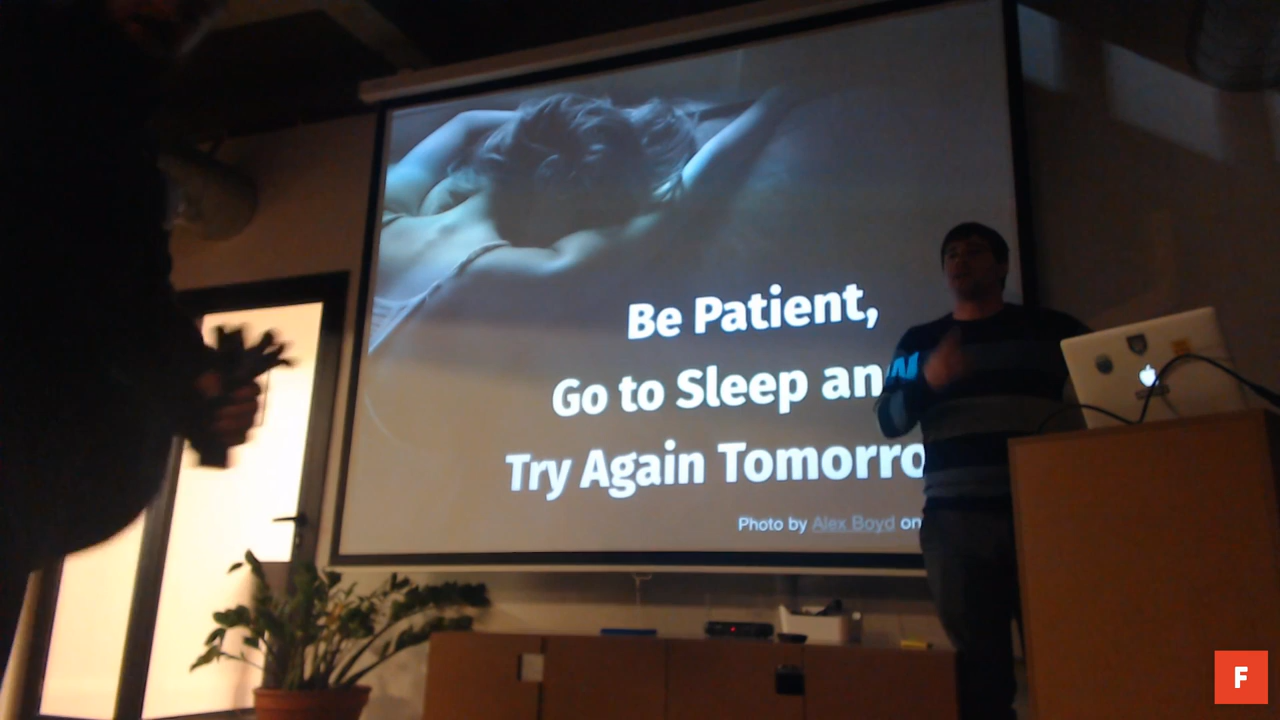 Be Patient,
Go to Sleep an
Try Again Tomorro
Photo by Alex Boyd on
F